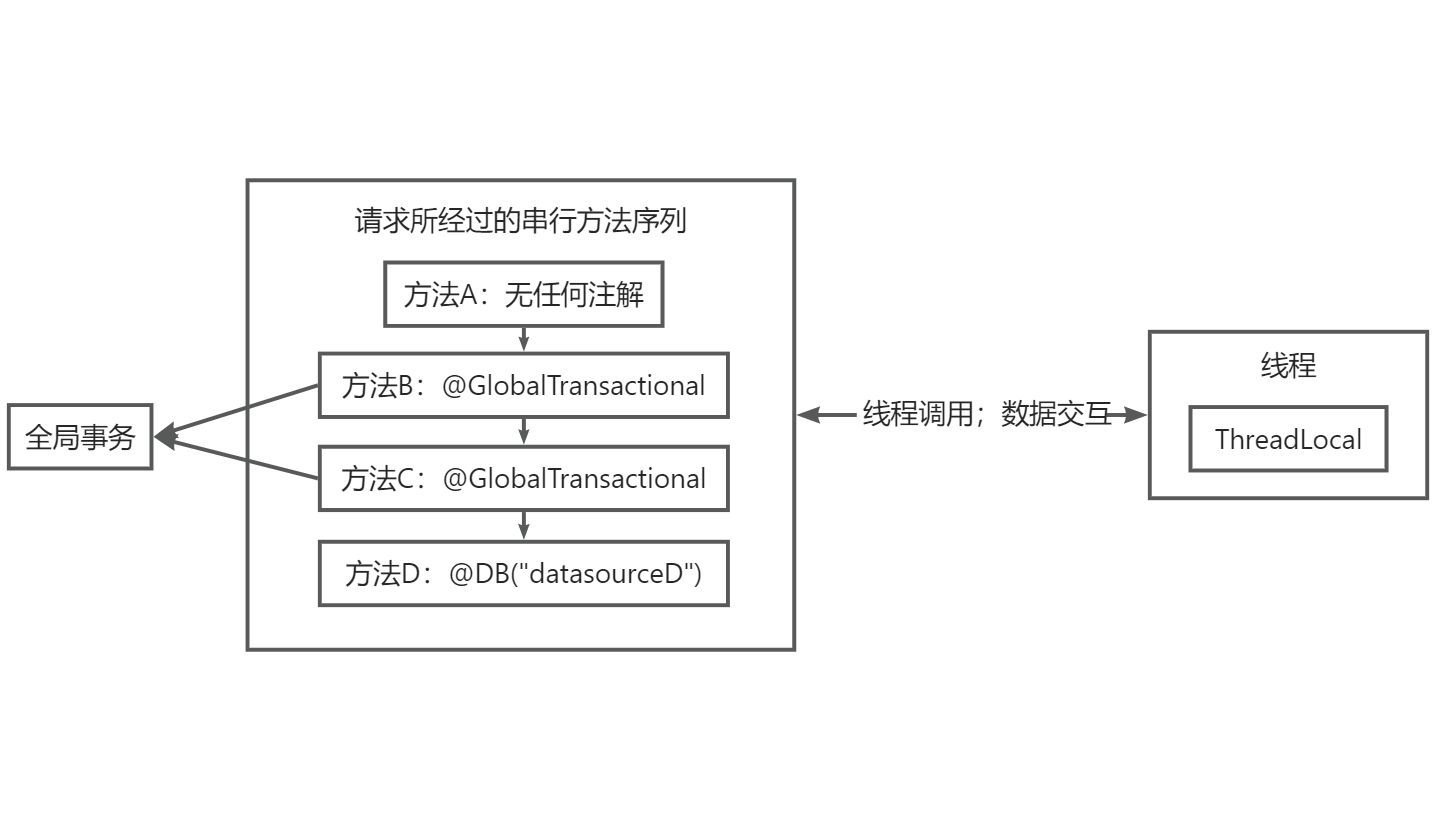 请求所经过的串行方法序列
方法A：无任何注解
方法B：@GlobalTransactional
方法C：@GlobalTransactional
方法D：@DB("datasourceD")
全局事务
线程调用；数据交互
线程
ThreadLocal